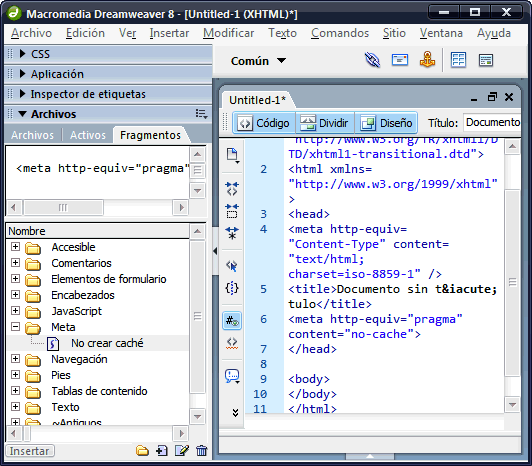 Macromedia Dreamweaver 8 - [Untitled-1 (XHTML)*]
Archivo Edición Ver Insertar Modificar Texto Comandos Sitio Ventana Ayuda
CSS
Aplicación
Inspector de etiquetas
Archivos
Archivos Activos Fragmentos
<meta http-equiv="pragma"
Nombre
Accesible
Comentarios
Elementos de formulario
Encabezados
JavaScript
Meta
No crear caché
Navegación
Pies
Tablas de contenido
Texto
~Antiguos
Insertar
Común
Untitled-1*
Código Dividir Diseño Título: Documento
"http://www.w3.org/TR/xhtml1/D
TD/xhtml1-transitional.dtd">
2 <html xmlns=
"http://www.w3.org/1999/xhtml"
>
3 <head>
4 <meta http-equiv=
"Content-Type" content=
"text/html;
charset=iso-8859-1" />
5 <title>Documento sin t&iacute;
tulo</title>
6 <meta http-equiv="pragma"
content="no-cache">
7 </head>
8
9 <body>
10 </body>
11 </html>